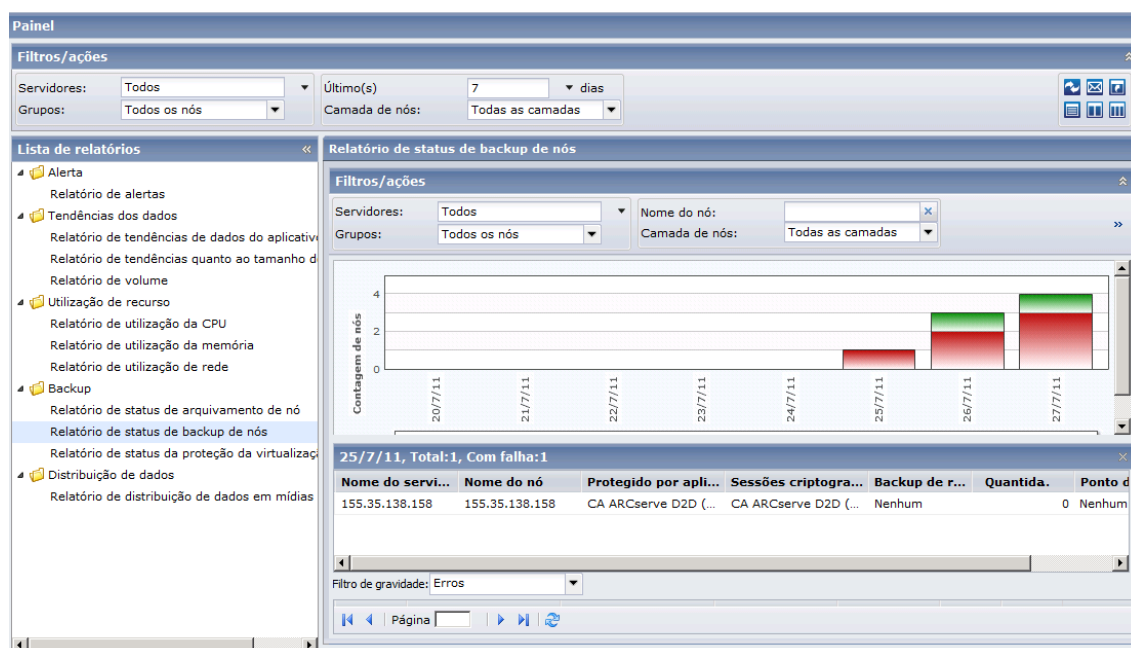 Painel
Filtros/ações
Servidores: Todos Último(s) 7 dias
Grupos: Todos os nós Camada de nós: Todas as camadas
Lista de relatórios
Alerta
Relatório de alertas
Tendências dos dados
Relatório de tendências de dados do aplicativo
Relatório de tendências quanto ao tamanho d
Relatório de volume
Utilização de recurso
Relatório de utilização da CPU
Relatório de utilização da memória
Relatório de utilização de rede
Backup
Relatório de status de arquivamento de nó
Relatório de status de backup de nós
Relatório de status da proteção da virtualizaç
Distribuição de dados
Relatório de distribuição de dados em mídias
Relatório de status de backup de nós
Filtros/ações
Servidores: Todos Nome do nó:
Grupos: Todos os nós Camada de nós: Todas as camadas
Contagem de nós
4
2
0
20/7/11 21/7/11 22/7/11 23/7/11 24/7/11 25/7/11 26/7/11 27/7/11
25/7/11, Total:1, Com falha:1
Nome do servi... Nome do nó Protegido por apli... Sessões criptogra... Backup de r... Quantida. Ponto d
155.35.138.158 155.35.138.158 CA ARCserve D2D (... CA ARCserve D2D (... Nenhum 0 Nenhum
Filtro de gravidade: Erros
Página